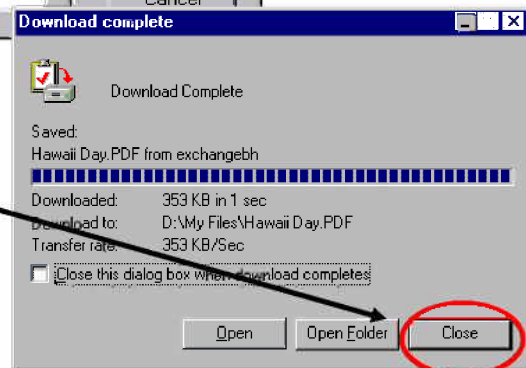 Cancel
Download complete
Download Complete
Saved:
Hawaii Day.PDF from exchangebh
Downloaded: 353 KB in 1 sec
Download to: D:\My Files\Hawaii Day.PDF
Transfer rate: 353 KB/Sec
Close this dialog box when download completes
Open Open Folder Close